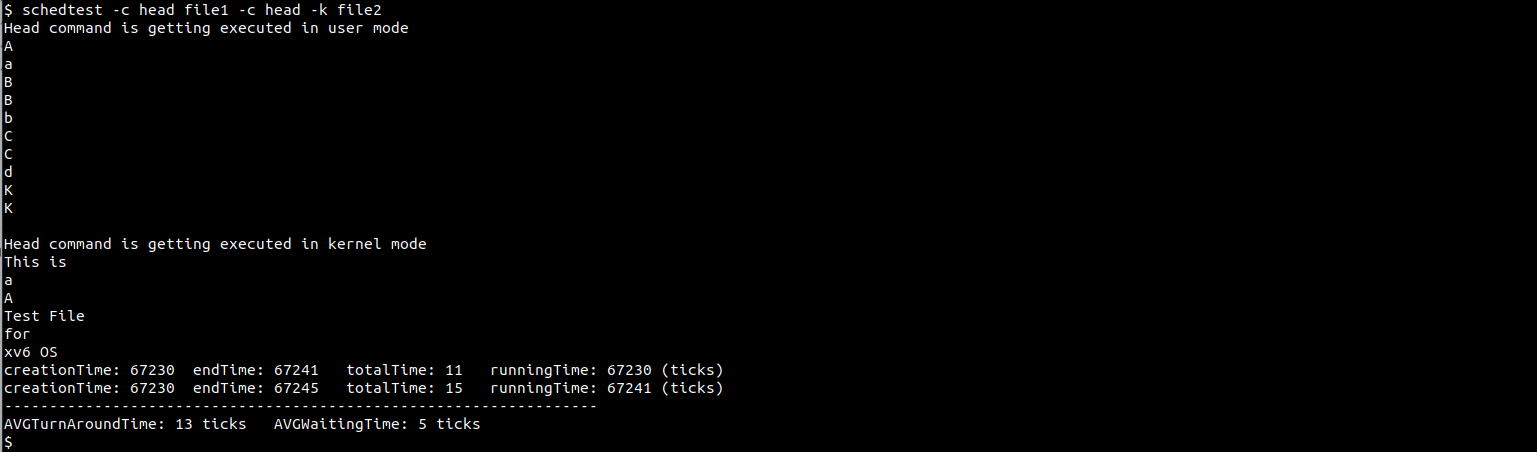 $ schedtest -c head file1 -c head -k file2
Head command is getting executed in user mode
A
a
B
B
b
C
C
d
K
K

Head command is getting executed in kernel mode
This is
a
A
Test File
for
xv6 OS
creationTime: 67230  endTime: 67241   totalTime: 11   runningTime: 67230 (ticks)
creationTime: 67230  endTime: 67245   totalTime: 15   runningTime: 67241 (ticks)
------------------------------------------------------------------
AVGTurnAroundTime: 13 ticks   AVGWaitingTime: 5 ticks
$